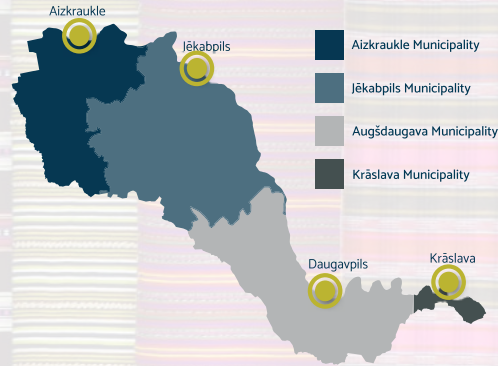 Aizkraukle
Jēkabpils
Aizkraukle Municipality
Jēkabpils Municipality
Augšdaugava Municipality
Krāslava Municipality
Daugavpils
Krāslava